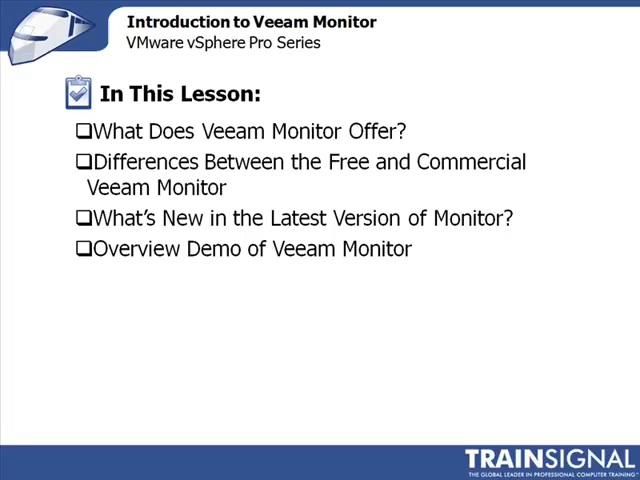 Introduction to Veeam Monitor
VMware vSphere Pro Series
In This Lesson:
What Does Veeam Monitor Offer?
Differences Between the Free and Commercial
Veeam Monitor
What's New in the Latest Version of Monitor?
Overview Demo of Veeam Monitor
TRAINSIGNAL
THE GLOBAL LEADER IN PROFESSIONAL COMPUTER TRAINING